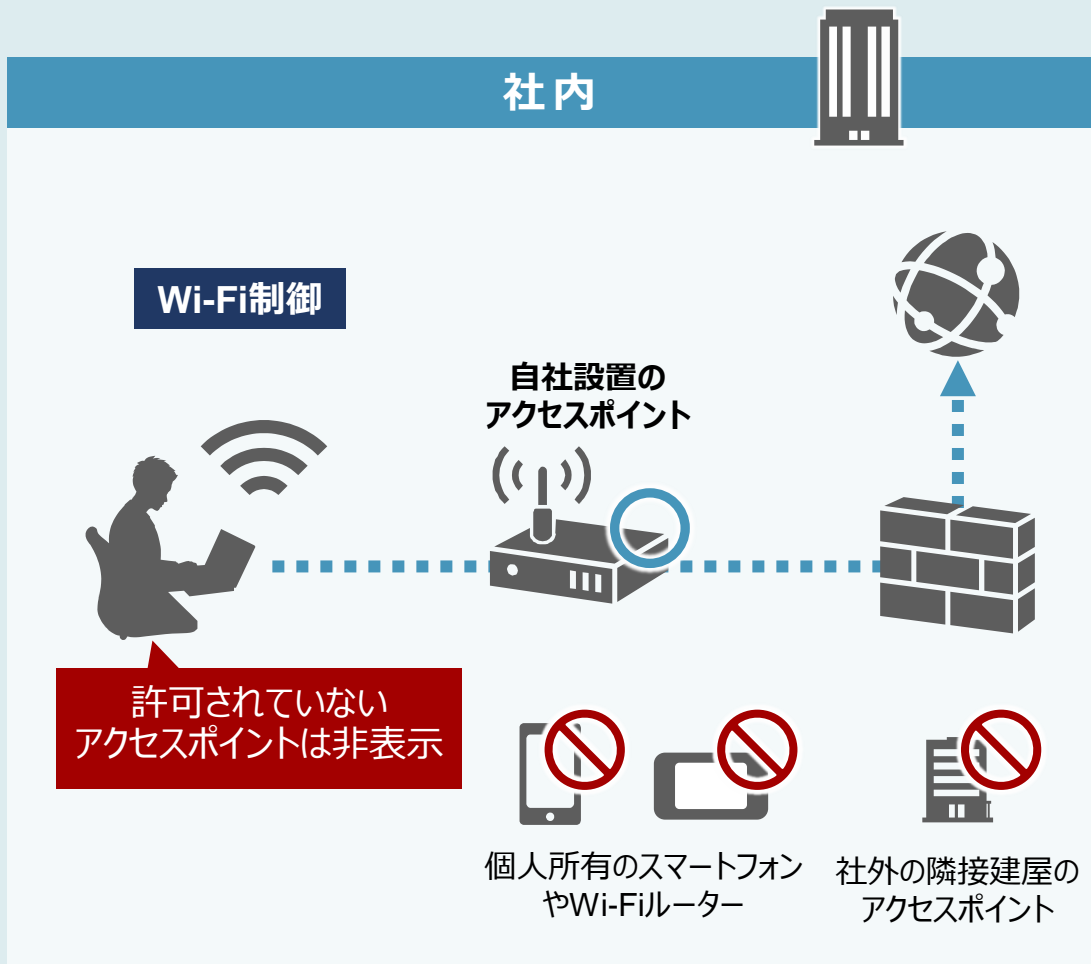 社内
Wi-Fi制御
自社設置の
アクセスポイント
許可されていない
アクセスポイントは非表示
個人所有のスマートフォン
やWi-Fiルーター
社外の隣接建屋の
アクセスポイント